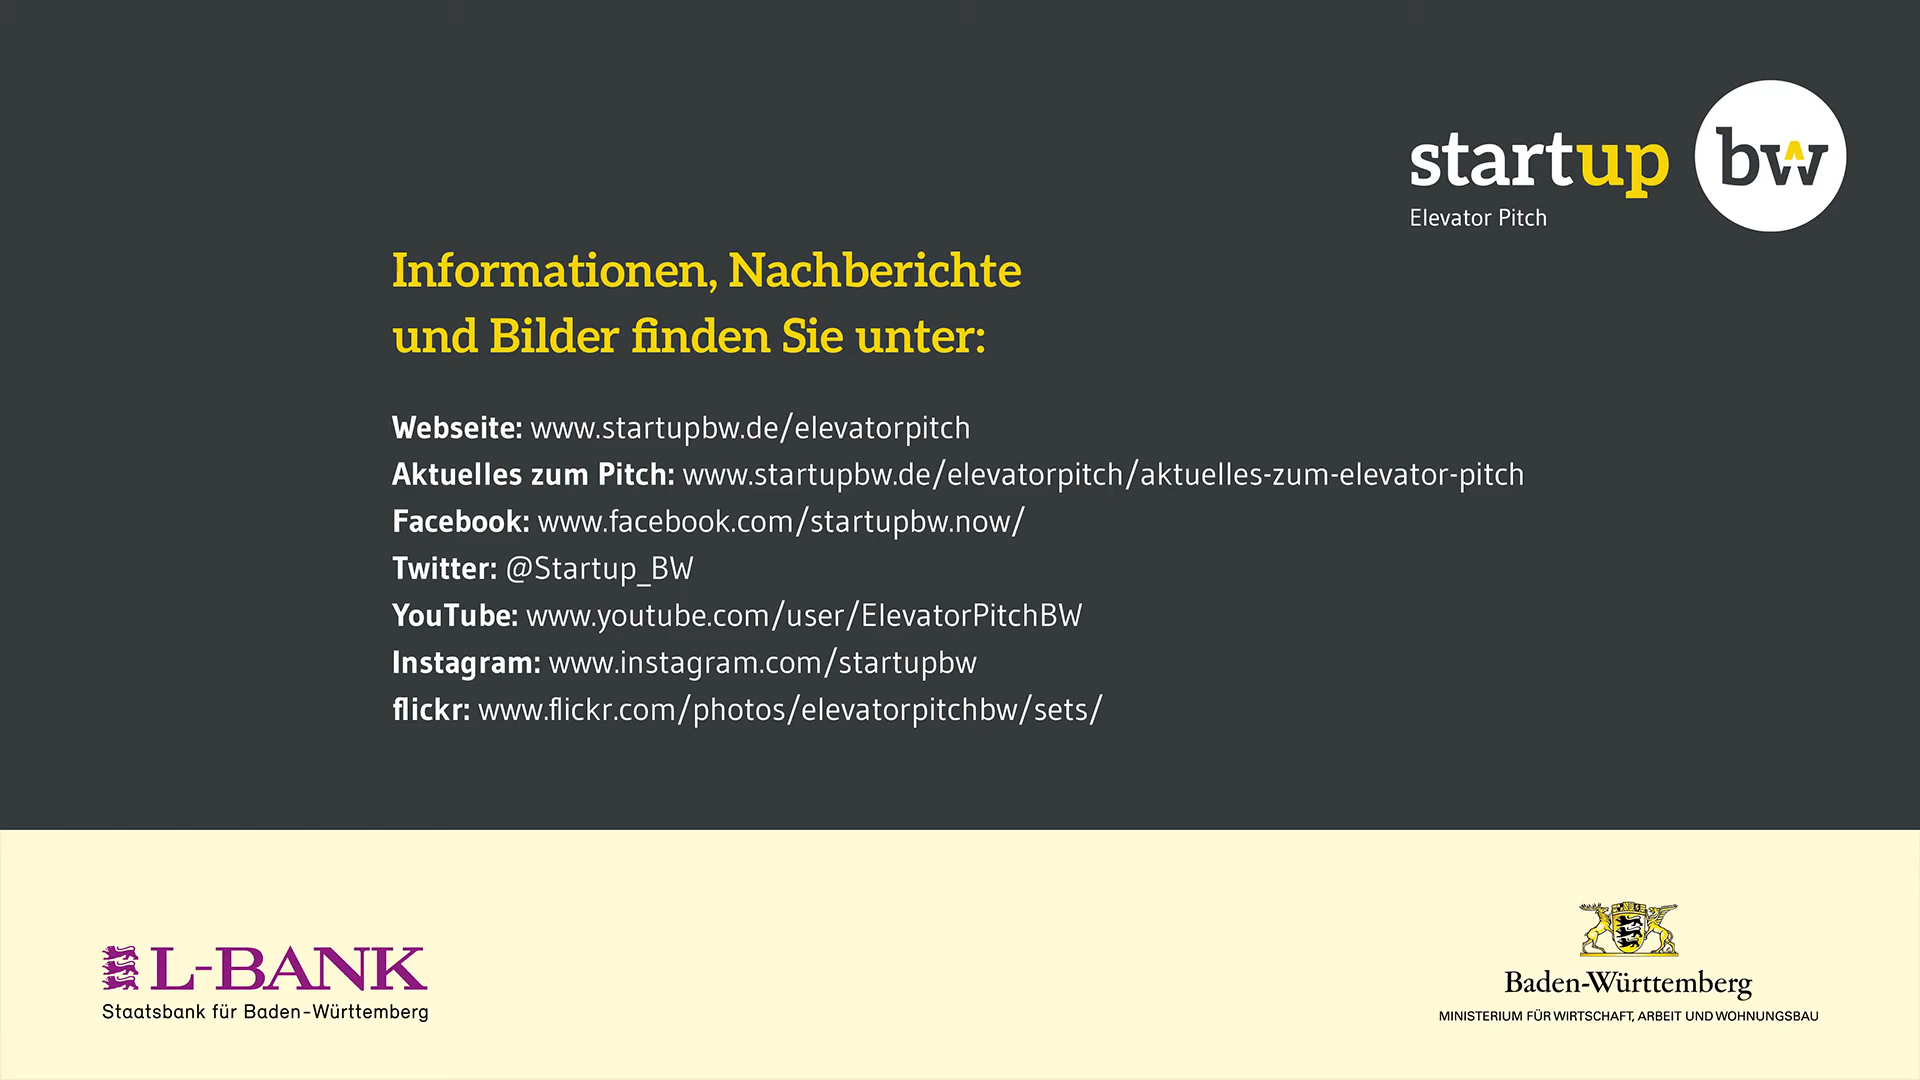 startup bw
Elevator Pitch
Informationen, Nachberichte
und Bilder finden Sie unter:
Webseite: www.startupbw.de/elevatorpitch
Aktuelles zum Pitch: www.startupbw.de/elevatorpitch/aktuelles-zum-elevator-pitch
Facebook: www.facebook.com/startupbw.now/
Twitter: @Startup_BW
YouTube: www.youtube.com/user/ElevatorPitchBW
Instagram: www.instagram.com/startupbw
flickr: www.flickr.com/photos/elevatorpitchbw/sets/
L-BANK
Staatsbank für Baden-Württemberg
Baden-Württemberg
MINISTERIUM FÜR WIRTSCHAFT, ARBEIT UND WOHNUNGSBAU